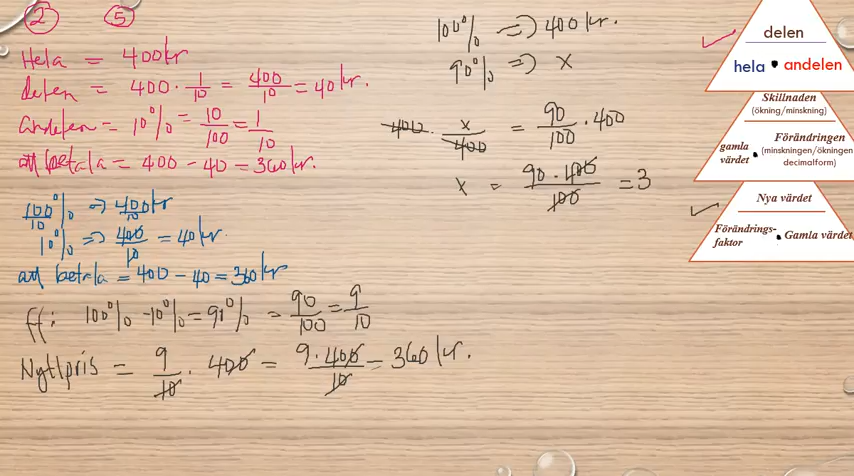 2 5
Hela = 400kr
delen = 400 · 1/10 = 400/10 = 40kr.
andelen = 10% = 10/100 = 1/10
att betala = 400 - 40 = 360kr.
100%/10 => 400kr/10
10% => 400/10 = 40kr.
att betala = 400 - 40 = 360kr
ff: 100% - 10% = 90% = 90/100 = 9/10
Nyttpris = 9/10 · 400 = 9·400/10 = 360kr.
100% => 400kr.
90% => x
400 · x/400 = 90/100 · 400
x = 90·400/100 = 3
delen
hela · andelen
Skillnaden
(ökning/minskning)
gamla värdet · Förändringen
(minskningen/ökningen
decimalform)
Nya värdet
Förändrings-
faktor · Gamla värdet